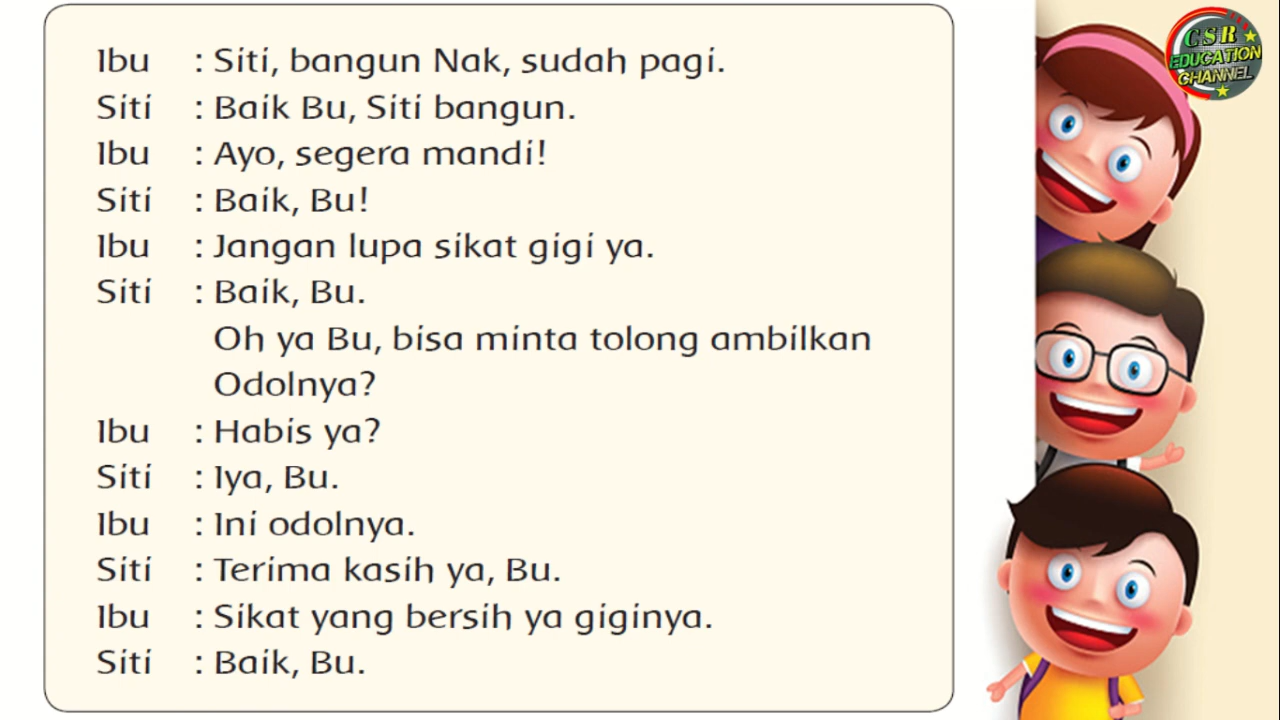 Ibu : Siti, bangun Nak, sudah pagi.
Siti : Baik Bu, Siti bangun.
Ibu : Ayo, segera mandi!
Siti : Baik, Bu!
Ibu : Jangan lupa sikat gigi ya.
Siti : Baik, Bu.
Oh ya Bu, bisa minta tolong ambilkan
Odolnya?
Ibu : Habis ya?
Siti : Iya, Bu.
Ibu : Ini odolnya.
Siti : Terima kasih ya, Bu.
Ibu : Sikat yang bersih ya giginya.
Siti : Baik, Bu.
CSR
EDUCATION
CHANNEL